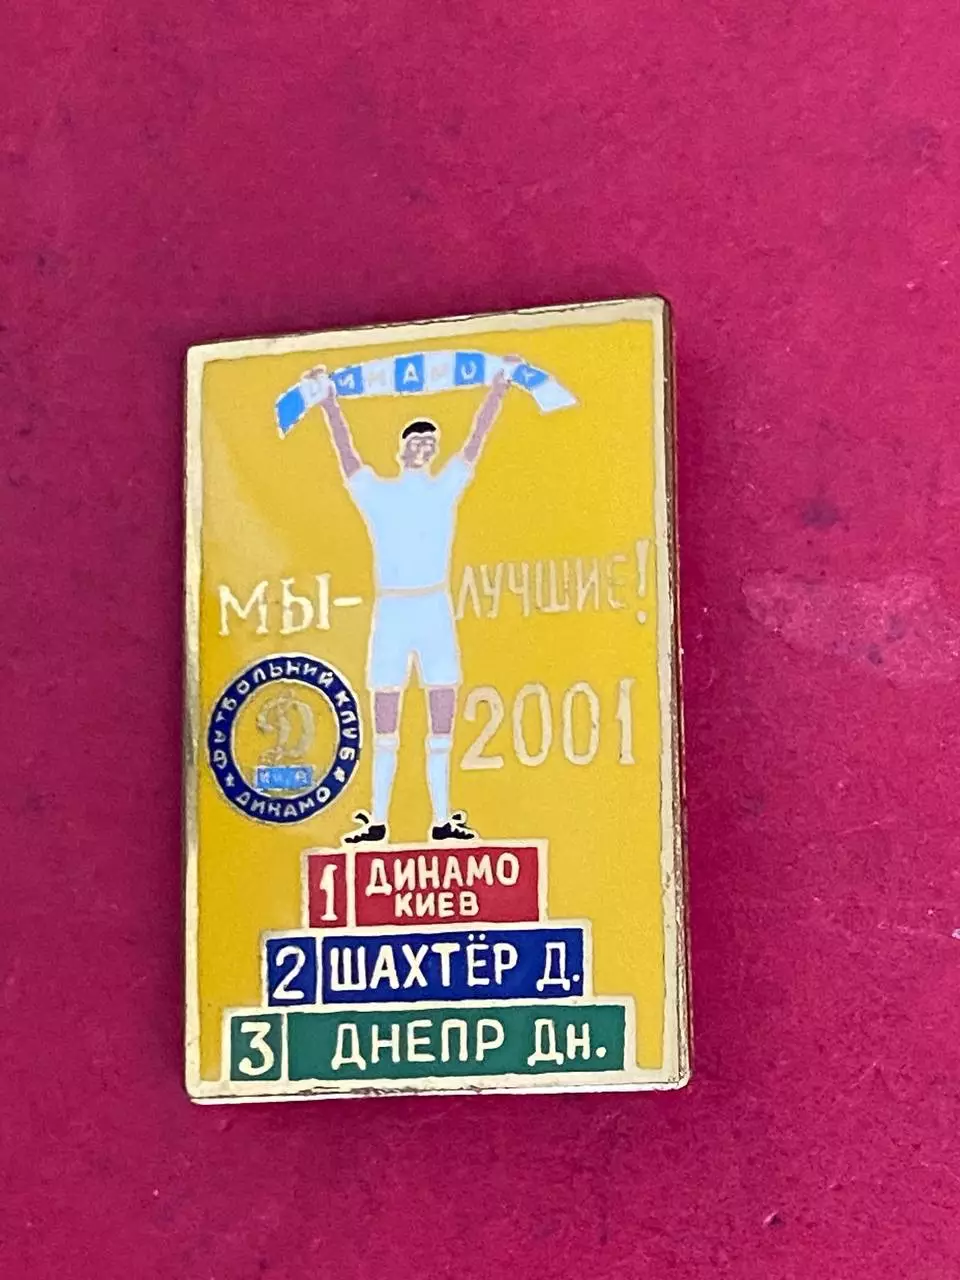 ДИНАМО
МЫ-
ЛУЧШИЕ!
ФУТБОЛЬНИЙ КЛУБ
ДИНАМО
2001
1 ДИНАМО
КИЕВ
2 ШАХТЁР Д.
3 ДНЕПР Дн.